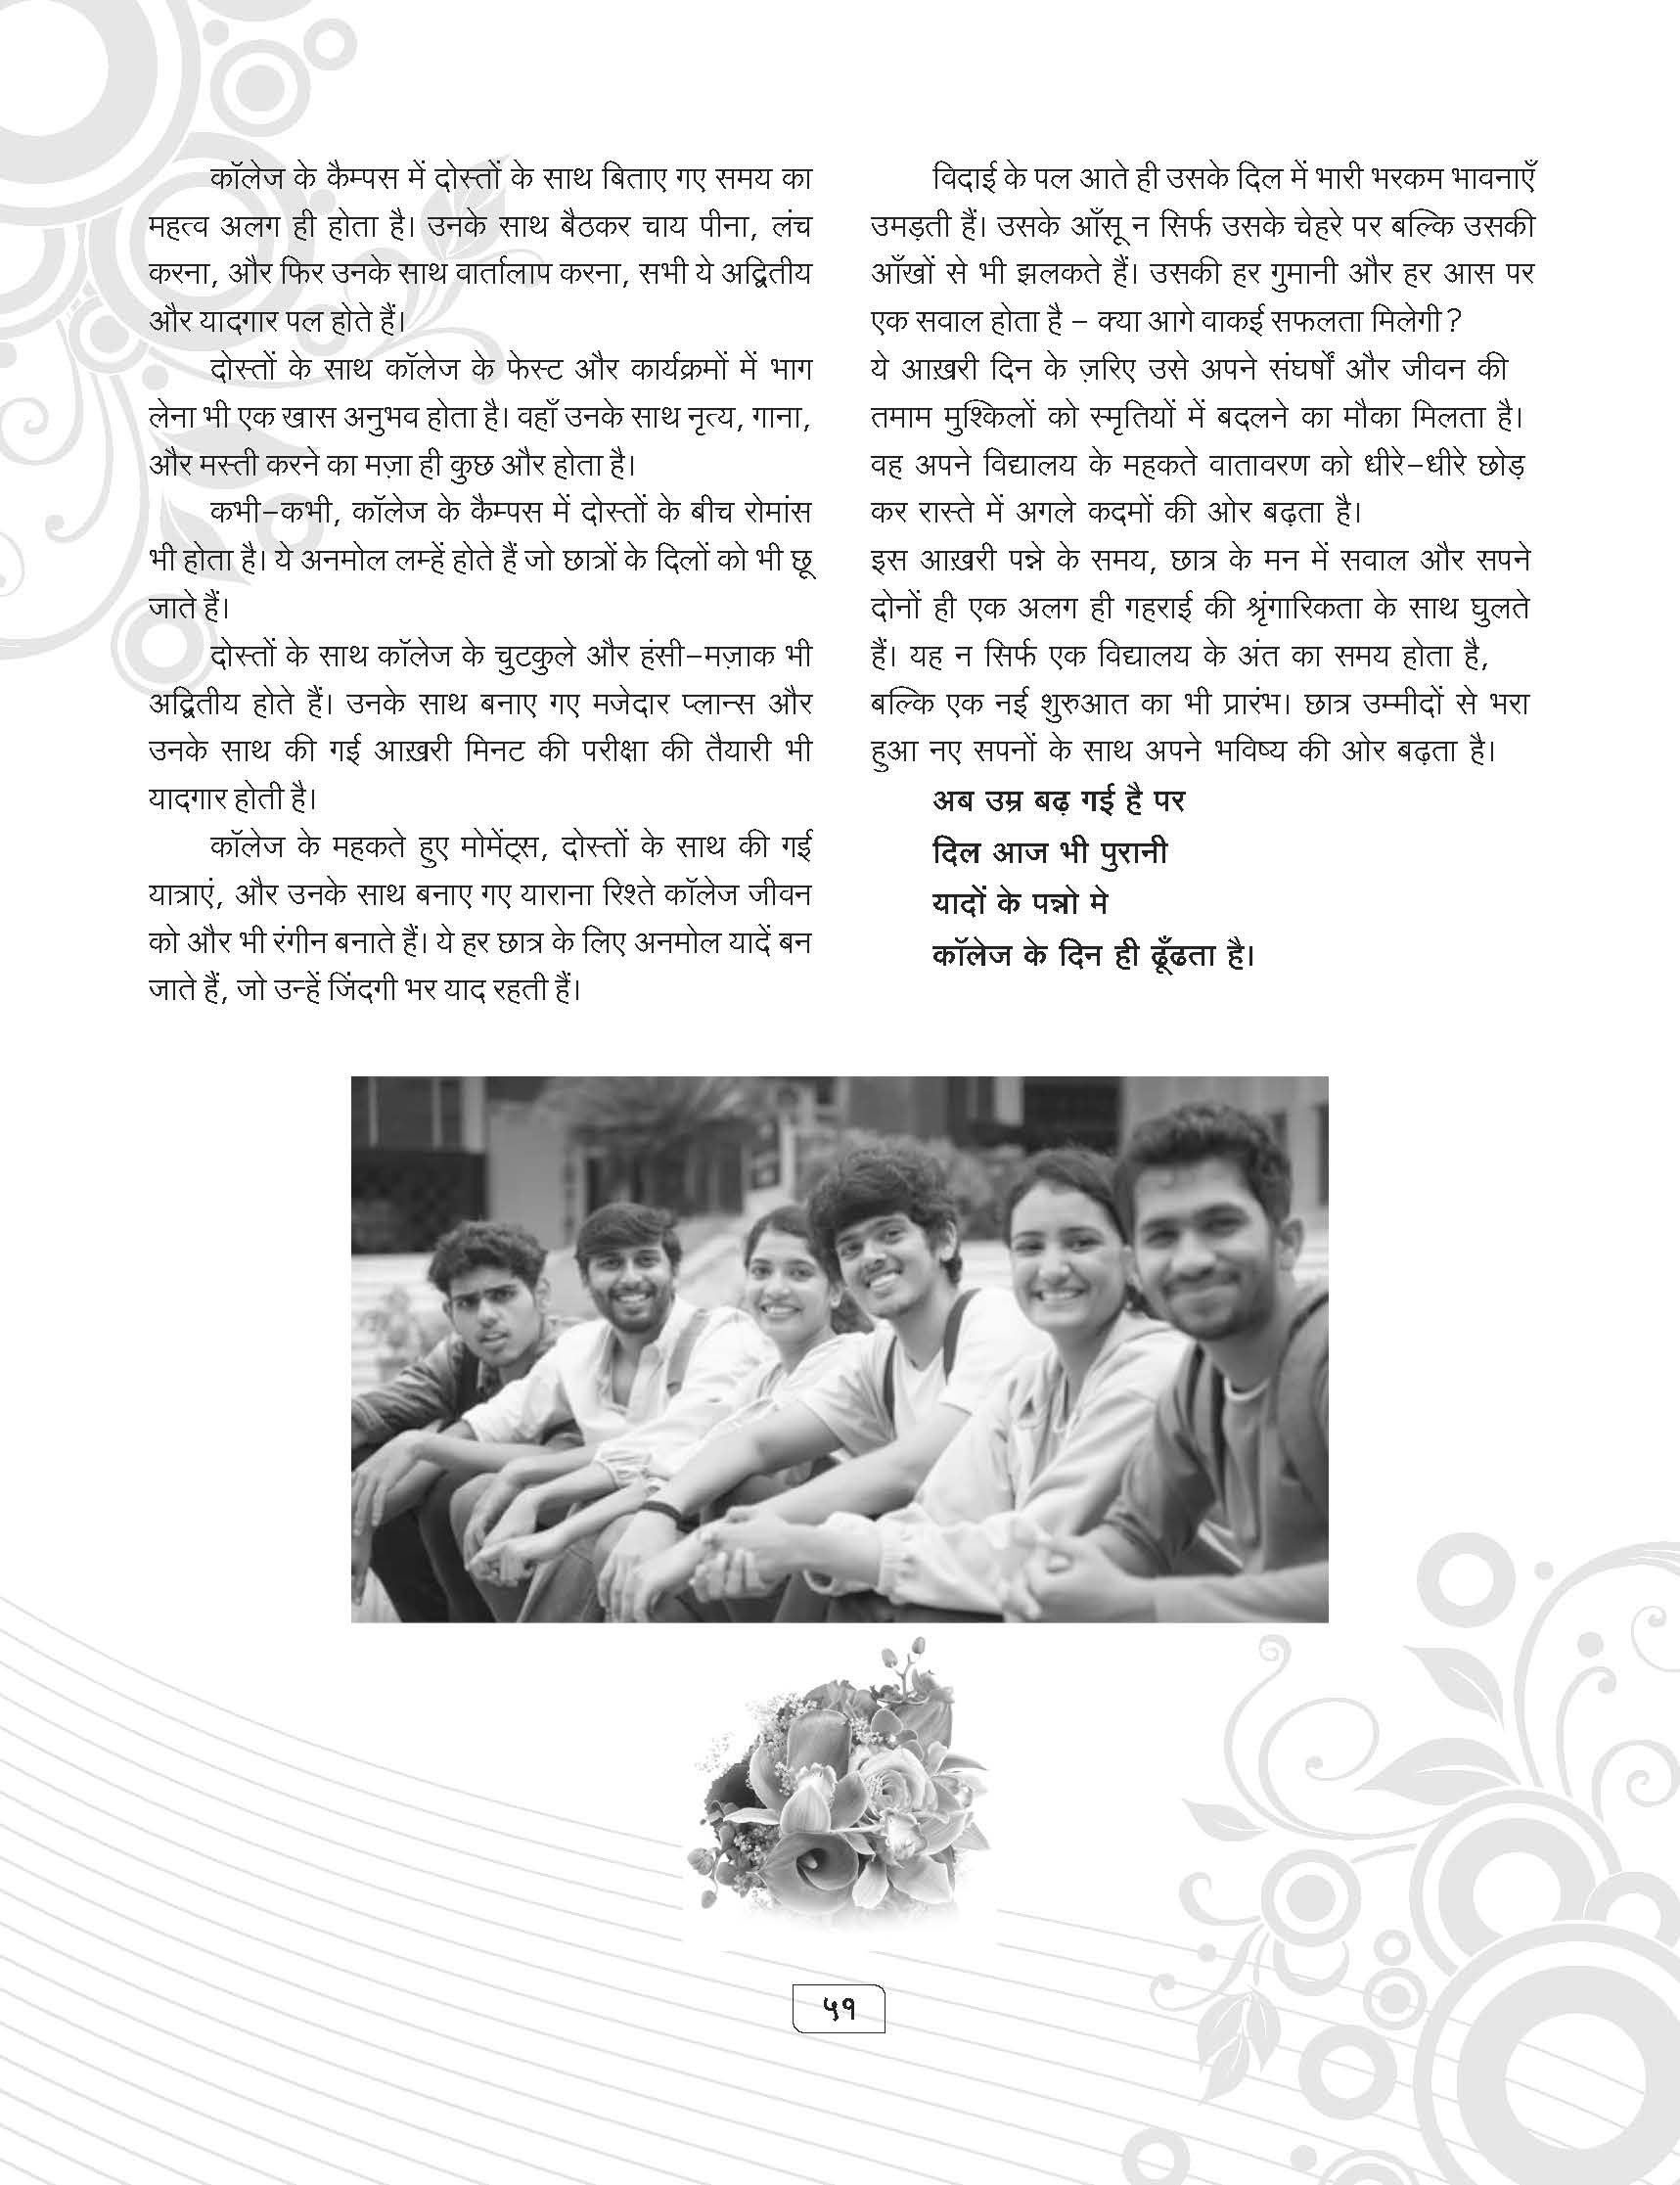 कॉलेज के कैम्पस में दोस्तों के साथ बिताए गए समय का
महत्व अलग ही होता है। उनके साथ बैठकर चाय पीना, लंच
करना, और फिर उनके साथ वार्तालाप करना, सभी ये अद्वितीय
और यादगार पल होते हैं।
दोस्तों के साथ कॉलेज के फेस्ट और कार्यक्रमों में भाग
लेना भी एक खास अनुभव होता है। वहाँ उनके साथ नृत्य, गाना,
और मस्ती करने का मज़ा ही कुछ और होता है।
कभी-कभी, कॉलेज के कैम्पस में दोस्तों के बीच रोमांस
भी होता है। ये अनमोल लम्हें होते हैं जो छात्रों के दिलों को भी छू
जाते हैं।
दोस्तों के साथ कॉलेज के चुटकुले और हंसी-मज़ाक भी
अद्वितीय होते हैं। उनके साथ बनाए गए मजेदार प्लान्स और
उनके साथ की गई आख़री मिनट की परीक्षा की तैयारी भी
यादगार होती है।
कॉलेज के महकते हुए मोमेंट्स, दोस्तों के साथ की गई
यात्राएं, और उनके साथ बनाए गए याराना रिश्ते कॉलेज जीवन
को और भी रंगीन बनाते हैं। ये हर छात्र के लिए अनमोल यादें बन
जाते हैं, जो उन्हें जिंदगी भर याद रहती हैं।
विदाई के पल आते ही उसके दिल में भारी भरकम भावनाएँ
उमड़ती हैं। उसके आँसू न सिर्फ उसके चेहरे पर बल्कि उसकी
आँखों से भी झलकते हैं। उसकी हर गुमानी और हर आस पर
एक सवाल होता है - क्या आगे वाकई सफलता मिलेगी?
ये आख़री दिन के ज़रिए उसे अपने संघर्षों और जीवन की
तमाम मुश्किलों को स्मृतियों में बदलने का मौका मिलता है।
वह अपने विद्यालय के महकते वातावरण को धीरे-धीरे छोड़
कर रास्ते में अगले कदमों की ओर बढ़ता है।
इस आख़री पन्ने के समय, छात्र के मन में सवाल और सपने
दोनों ही एक अलग ही गहराई की श्रृंगारिकता के साथ घुलते
हैं। यह न सिर्फ एक विद्यालय के अंत का समय होता है,
बल्कि एक नई शुरुआत का भी प्रारंभ। छात्र उम्मीदों से भरा
हुआ नए सपनों के साथ अपने भविष्य की ओर बढ़ता है।
अब उम्र बढ़ गई है पर
दिल आज भी पुरानी
यादों के पन्नो मे
कॉलेज के दिन ही ढूँढता है।
५१